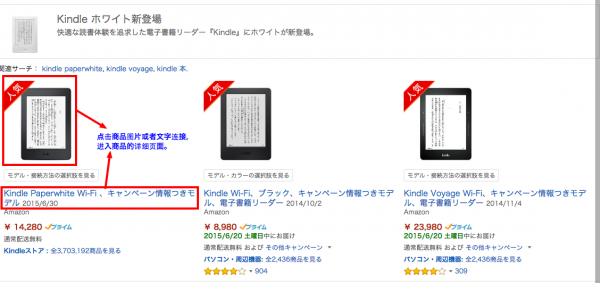 Kindle ホワイト新登場
快適な読書体験を追求した電子書籍リーダー『Kindle』にホワイトが新登場。
関連サーチ： kindle paperwhite, kindle voyage, kindle 本.
人気
人気
人気
点击商品图片或者文字连接,
进入商品的详细页面。
モデル・接続方法の選択肢を見る
Kindle Paperwhite Wi-Fi 、キャンペーン情報つきモ
デル 2015/6/30
Amazon
￥ 14,280 プライム
通常配送無料
Kindleストア：全3,703,192商品を見る
モデル・カラーの選択肢を見る
Kindle Wi-Fi、ブラック、キャンペーン情報つきモ
デル、電子書籍リーダー 2014/10/2
Amazon
￥ 8,980 プライム
2015/6/20 土曜日中にお届け
通常配送無料 および その他キャンペーン
パソコン・周辺機器: 全2,436商品を見る
904
モデル・接続方法の選択肢を見る
Kindle Voyage Wi-Fi、キャンペーン情報つきモデ
ル、電子書籍リーダー 2014/11/4
Amazon
￥ 23,980 プライム
2015/6/20 土曜日中にお届け
通常配送無料 および その他キャンペーン
パソコン・周辺機器: 全2,436商品を見る
309